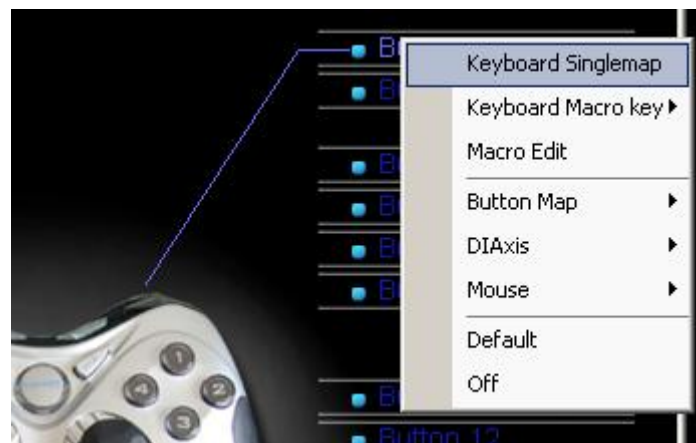 Keyboard Singlemap
Keyboard Macro key
Macro Edit
Button Map
DIAxis
Mouse
Default
Off
Button 12
1
2
3
4